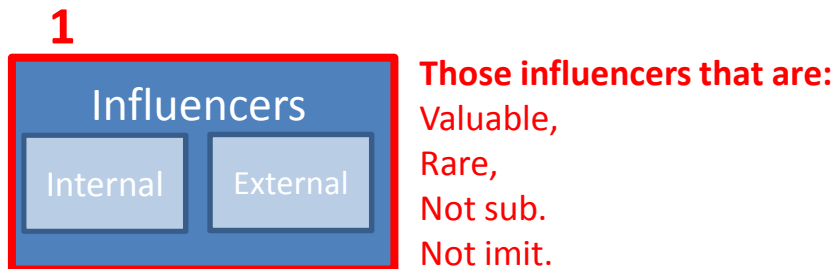 1
Influencers
Internal
External
Those influencers that are:
Valuable,
Rare,
Not sub.
Not imit.